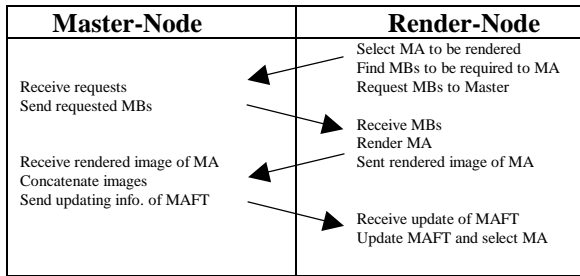 Master-Node
Render-Node
Select MA to be rendered
Find MBs to be required to MA
Request MBs to Master
Receive requests
Send requested MBs
Receive MBs
Render MA
Sent rendered image of MA
Receive rendered image of MA
Concatenate images
Send updating info. of MAFT
Receive update of MAFT
Update MAFT and select MA